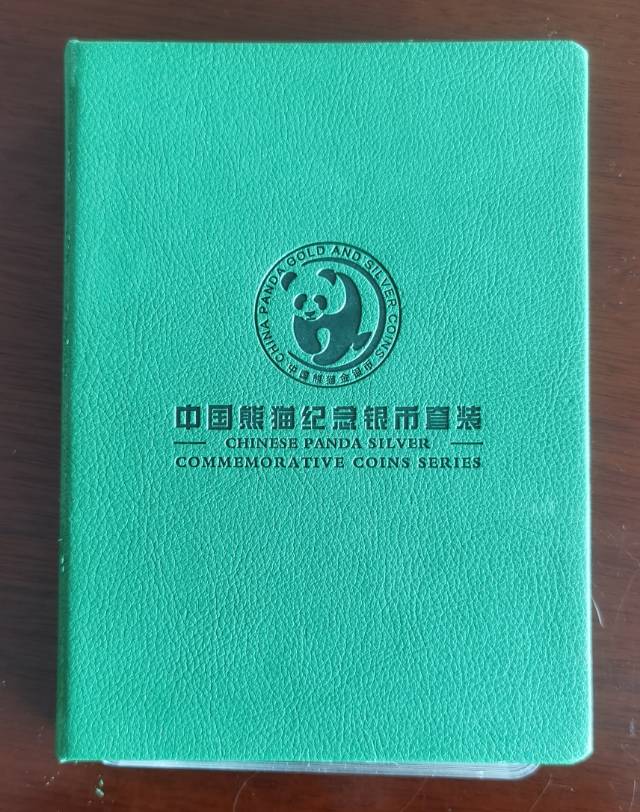 CHINA PANDA GOLD AND SILVER COINS
中国熊猫金银币
中国熊猫纪念银币套装
CHINESE PANDA SILVER
COMMEMORATIVE COINS SERIES